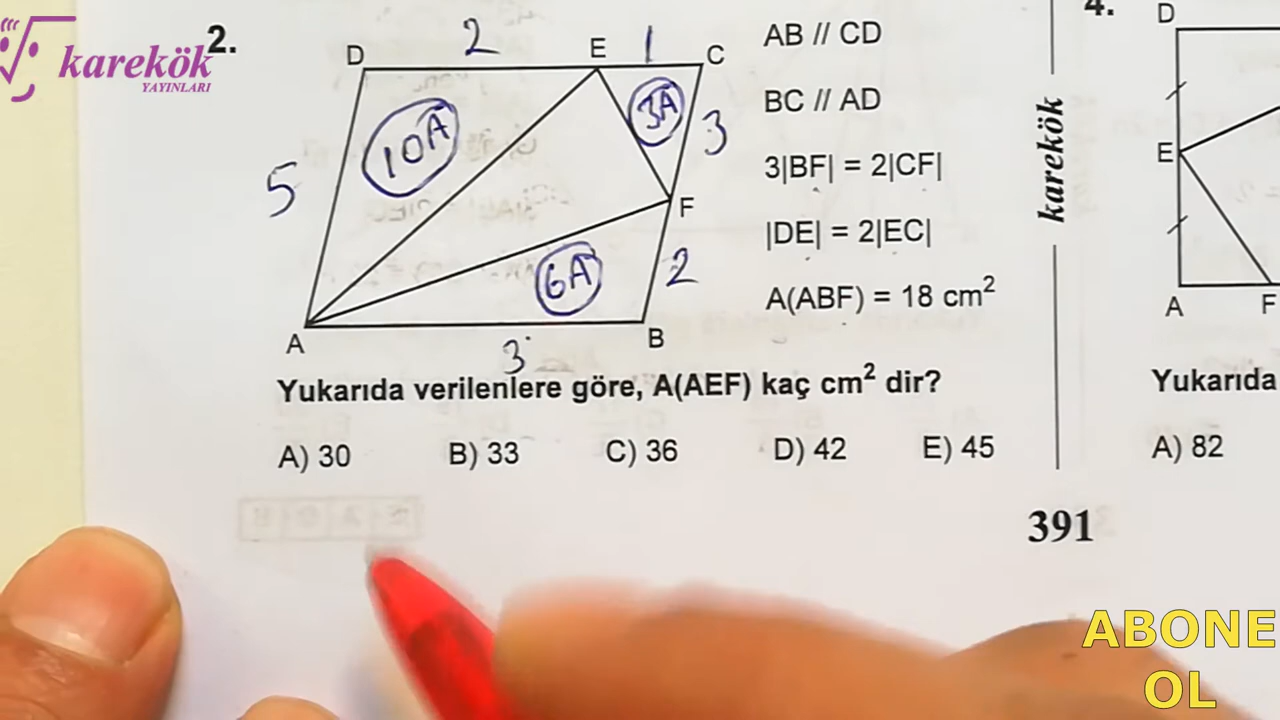 karekök
YAYINLARI
2.
D
2
E
1
C
10A
3A
3
5
F
6A
2
A
3
B
AB // CD
BC // AD
3|BF| = 2|CF|
|DE| = 2|EC|
A(ABF) = 18 cm²
Yukarıda verilenlere göre, A(AEF) kaç cm² dir?
A) 30 B) 33 C) 36 D) 42 E) 45
karekök
391
4.
D
E
A
F
Yukarıda
A) 82
ABONE
OL